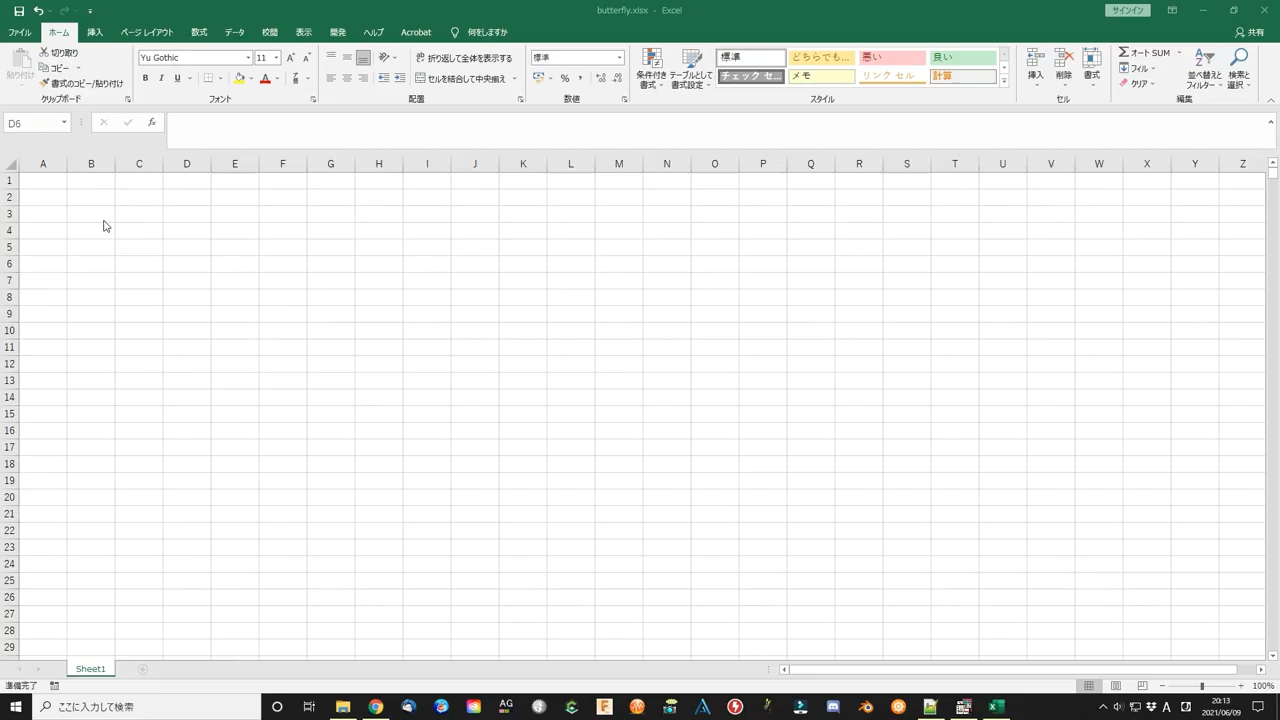 butterfly.xlsx - Excel
サインイン
ファイル ホーム 挿入 ページ レイアウト 数式 データ 校閲 表示 開発 ヘルプ Acrobat 何をしますか 共有
貼り付け
切り取り
コピー
書式のコピー/貼り付け
クリップボード
Yu Gothic 11
B I U
フォント
折り返して全体を表示する
セルを結合して中央揃え
配置
標準
% ,
数値
条件付き
書式
テーブルとして
書式設定
標準 どちらでも... 悪い 良い
チェック セ... メモ リンク セル 計算
スタイル
挿入 削除 書式
セル
オート SUM
フィル
クリア
並べ替えと
フィルター
検索と
選択
編集
D6 fx
A B C D E F G H I J K L M N O P Q R S T U V W X Y Z
1
2
3
4
5
6
7
8
9
10
11
12
13
14
15
16
17
18
19
20
21
22
23
24
25
26
27
28
29
Sheet1
準備完了 100%
ここに入力して検索
AG
A
20:13
2021/06/09